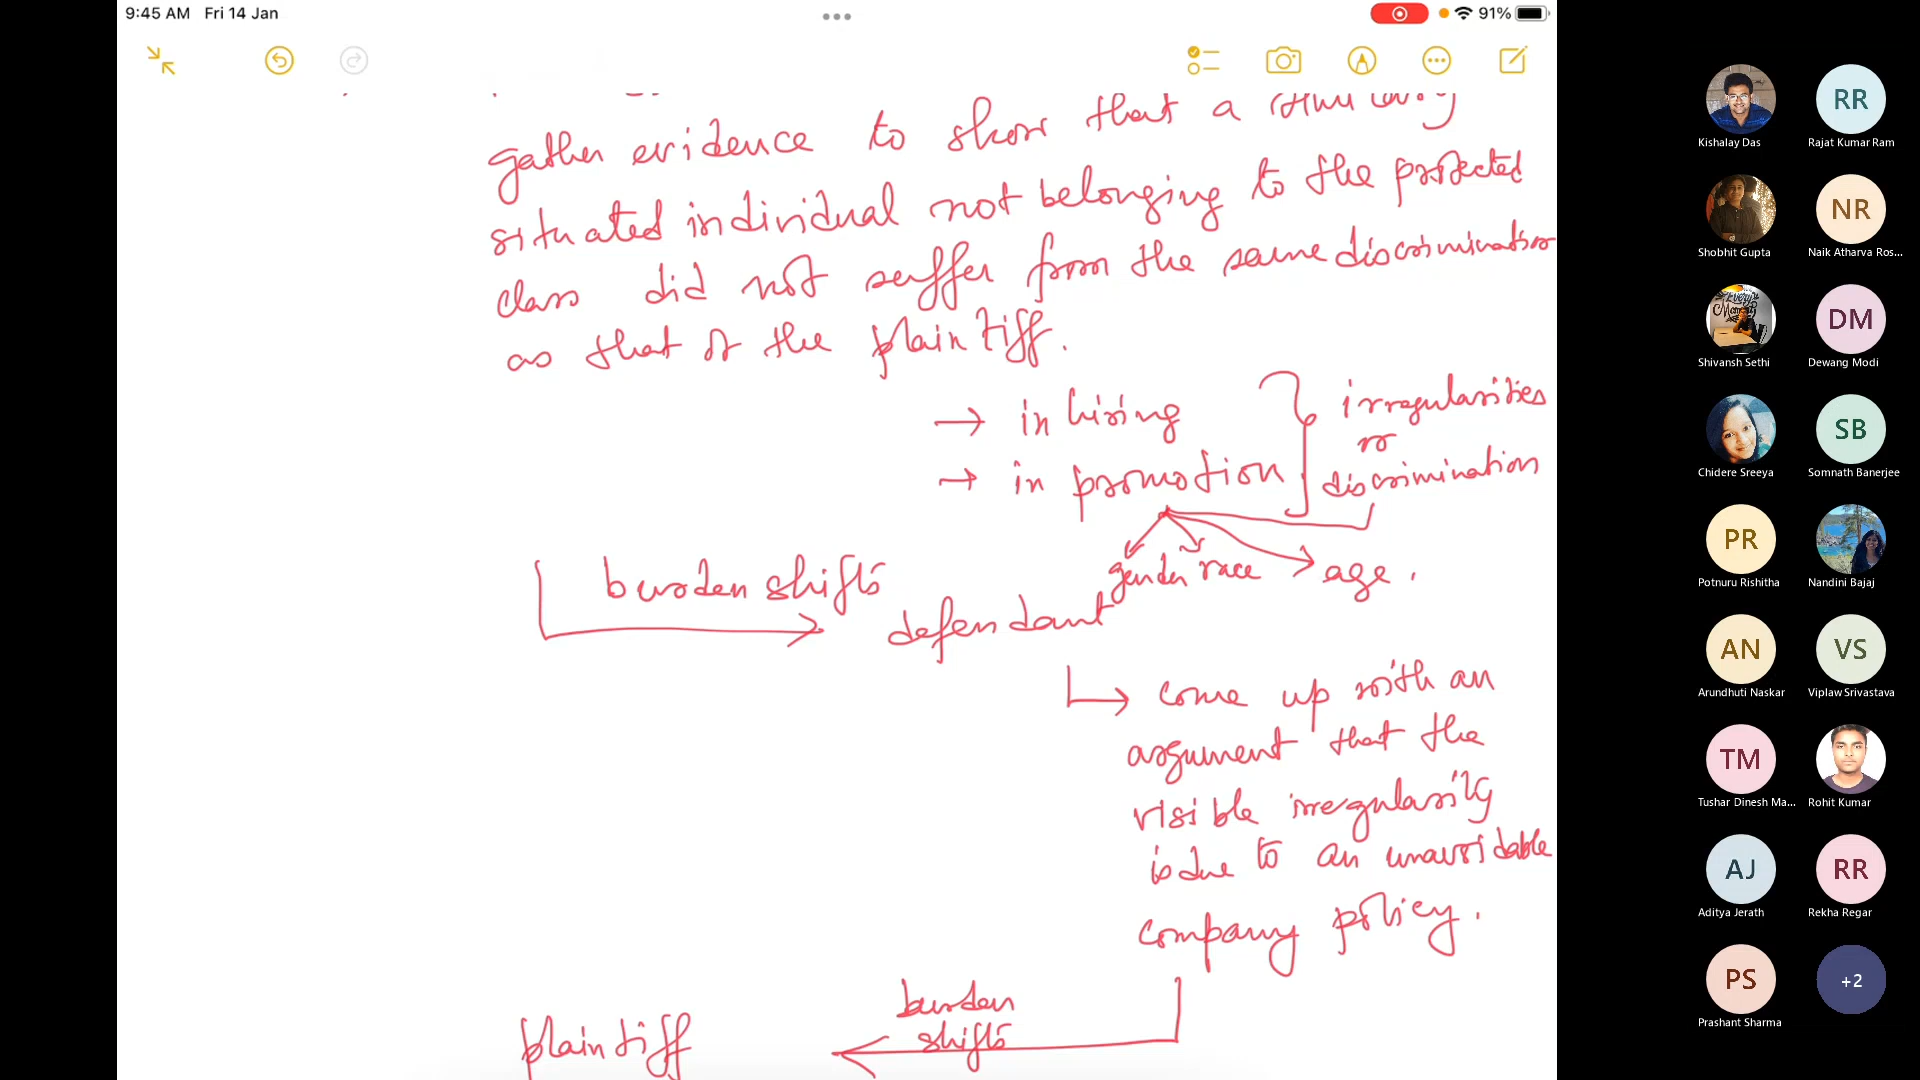 9:45 AM Fri 14 Jan
91%
gather evidence to show that a
situated individual not belonging to the protected
class did not suffer from the same discrimination
as that of the plaintiff.
→ in hiring
→ in promotion
irregularities
or
discrimination
gender race age.
burden shifts
defendant
come up with an
argument that the
visible irregularity
is due to an unavoidable
company policy.
burden
shifts
plaintiff
Kishalay Das
RR
Rajat Kumar Ram
Shobhit Gupta
NR
Naik Atharva Ros...
Shivansh Sethi
DM
Dewang Modi
Chidere Sreeya
SB
Somnath Banerjee
PR
Potnuru Rishitha
Nandini Bajaj
AN
Arundhuti Naskar
VS
Viplaw Srivastava
TM
Tushar Dinesh Ma...
Rohit Kumar
AJ
Aditya Jerath
RR
Rekha Regar
PS
Prashant Sharma
+2